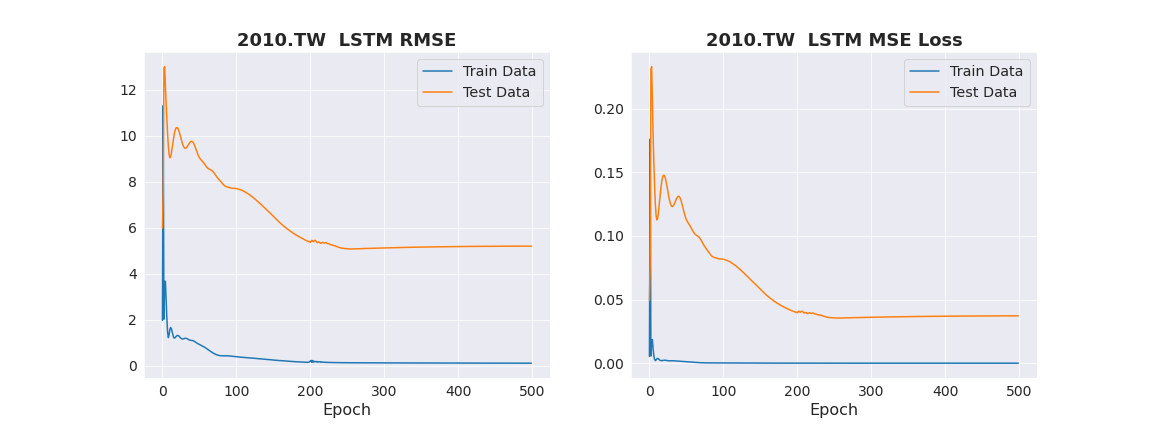 2010.TW  LSTM RMSE
Train Data
Test Data
12
10
8
6
4
2
0
0 100 200 300 400 500
Epoch
2010.TW  LSTM MSE Loss
Train Data
Test Data
0.20
0.15
0.10
0.05
0.00
0 100 200 300 400 500
Epoch